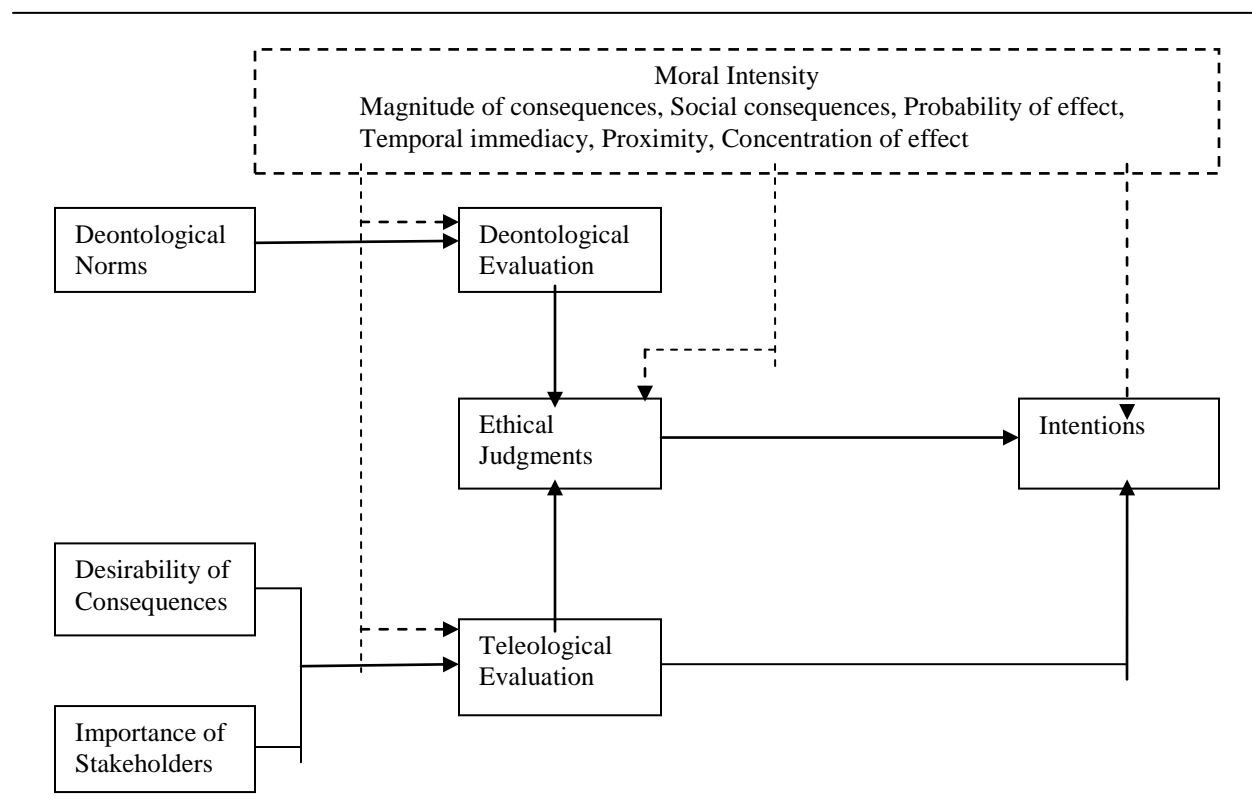 Moral Intensity
Magnitude of consequences, Social consequences, Probability of effect,
Temporal immediacy, Proximity, Concentration of effect
Deontological
Norms
Deontological
Evaluation
Ethical
Judgments
Intentions
Desirability of
Consequences
Teleological
Evaluation
Importance of
Stakeholders